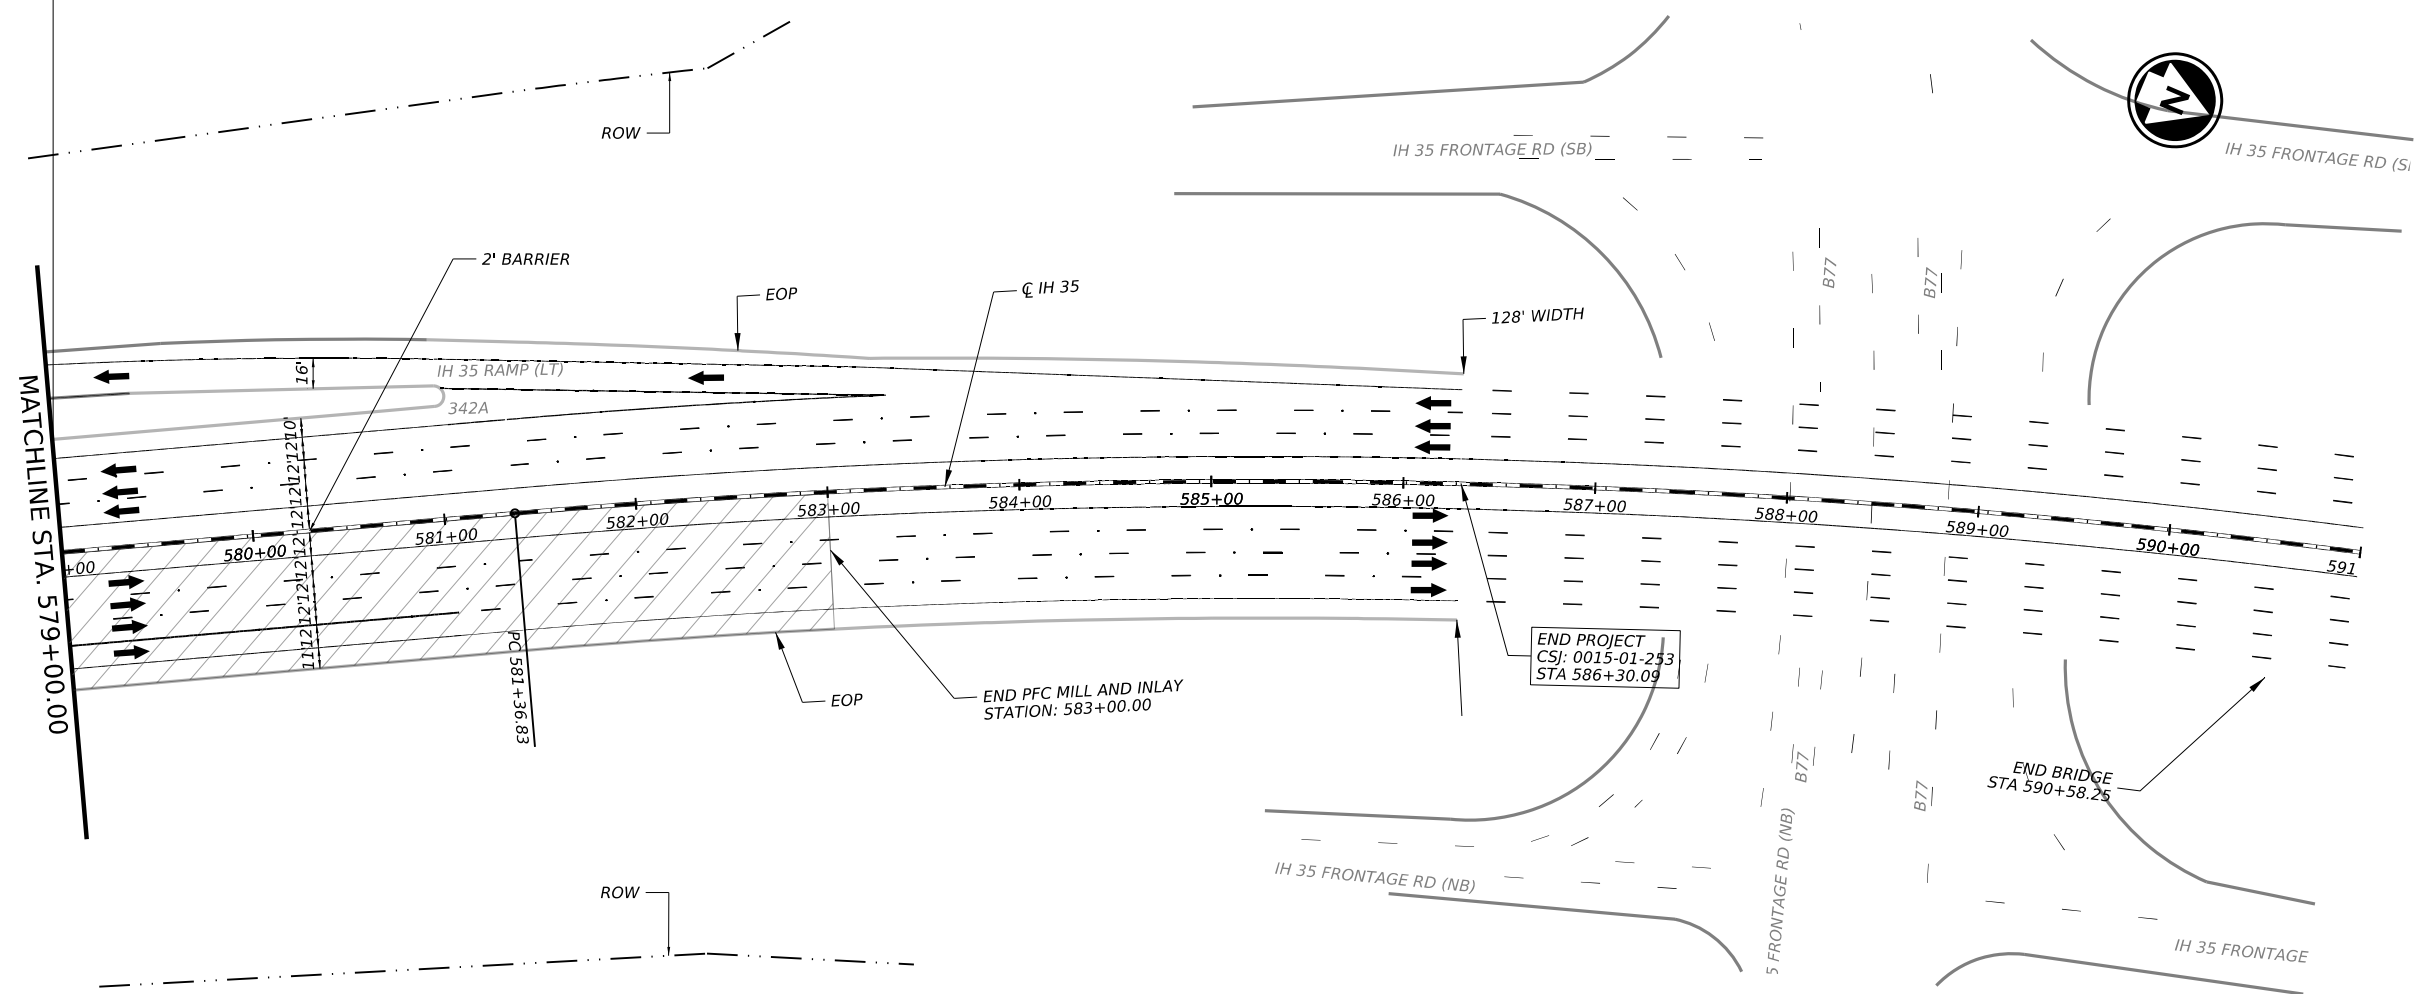 ROW
N
IH 35 FRONTAGE RD (SB)
IH 35 FRONTAGE RD (S
2' BARRIER
EOP
℄ IH 35
128' WIDTH
B77
B77
MATCHLINE STA. 579+00.00
16'
IH 35 RAMP (LT)
342A
10'
12'
12'
12'
12'
12'
12'
12'
12'
12'
11'
+00
580+00
581+00
582+00
583+00
584+00
585+00
586+00
587+00
588+00
589+00
590+00
591
PC 581+36.83
EOP
END PFC MILL AND INLAY
STATION: 583+00.00
END PROJECT
CSJ: 0015-01-253
STA 586+30.09
END BRIDGE
STA 590+58.25
B77
B77
5 FRONTAGE RD (NB)
IH 35 FRONTAGE RD (NB)
IH 35 FRONTAGE
ROW